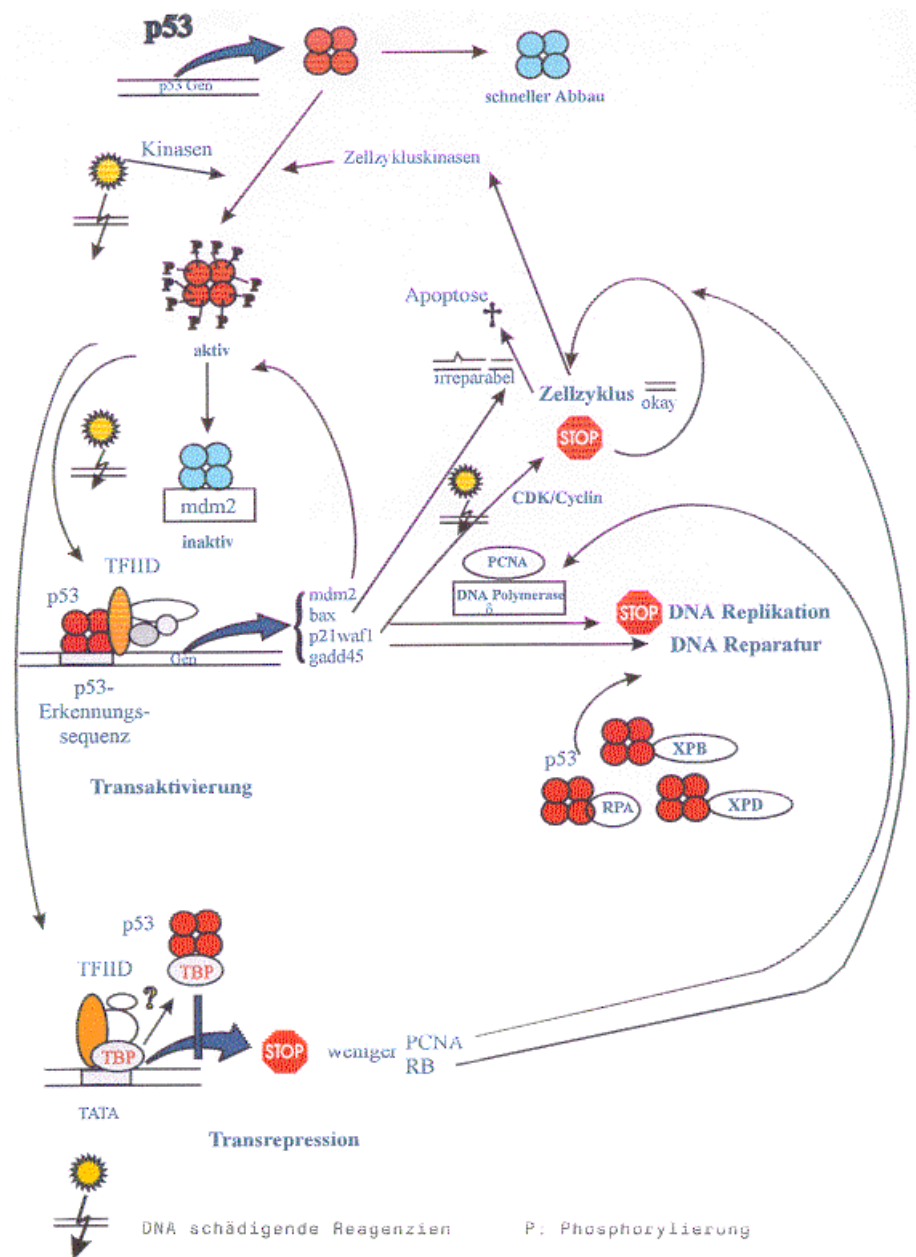 p53
p53 Gen
schneller Abbau
Kinasen
Zellzykluskinasen
P P P P
P P
P P
P P
aktiv
Apoptose
irreparabel
Zellzyklus
okay
STOP
mdm2
inaktiv
CDK/Cyclin
TFIID
p53
PCNA
DNA Polymerase
δ
mdm2
bax
p21waf1
gadd45
Gen
STOP DNA Replikation
DNA Reparatur
p53-
Erkennungs-
sequenz
p53
XPB
RPA
XPD
Transaktivierung
p53
TBP
TFIID
?
TBP
STOP
weniger PCNA
RB
TATA
Transrepression
DNA schädigende Reagenzien P: Phosphorylierung